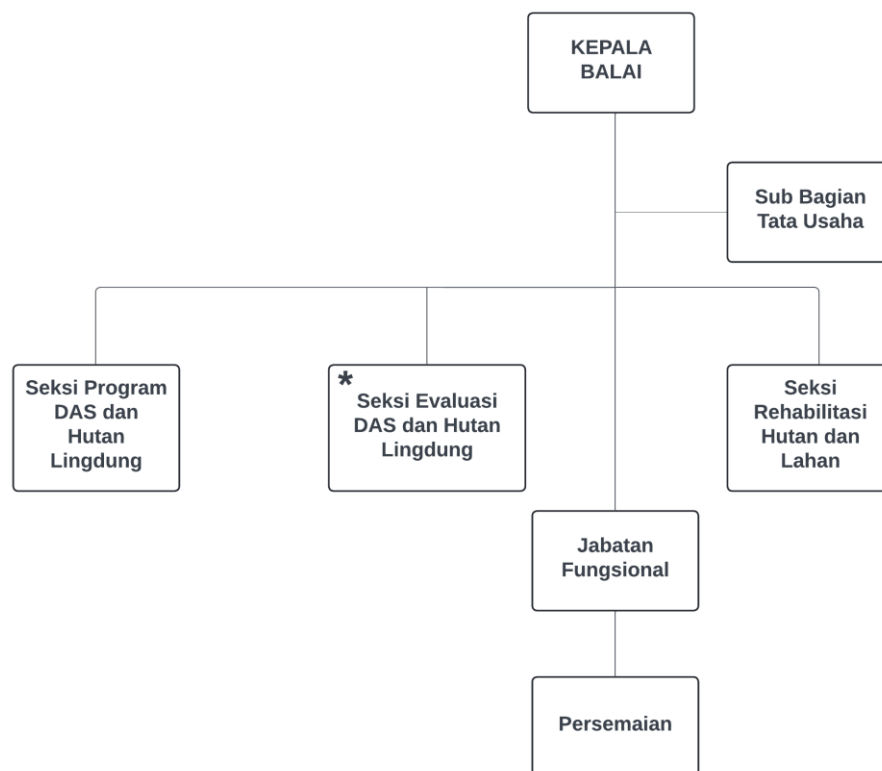 KEPALA
BALAI
Sub Bagian
Tata Usaha
Seksi Program
DAS dan
Hutan
Lingdung
*
Seksi Evaluasi
DAS dan Hutan
Lingdung
Seksi
Rehabilitasi
Hutan dan
Lahan
Jabatan
Fungsional
Persemaian